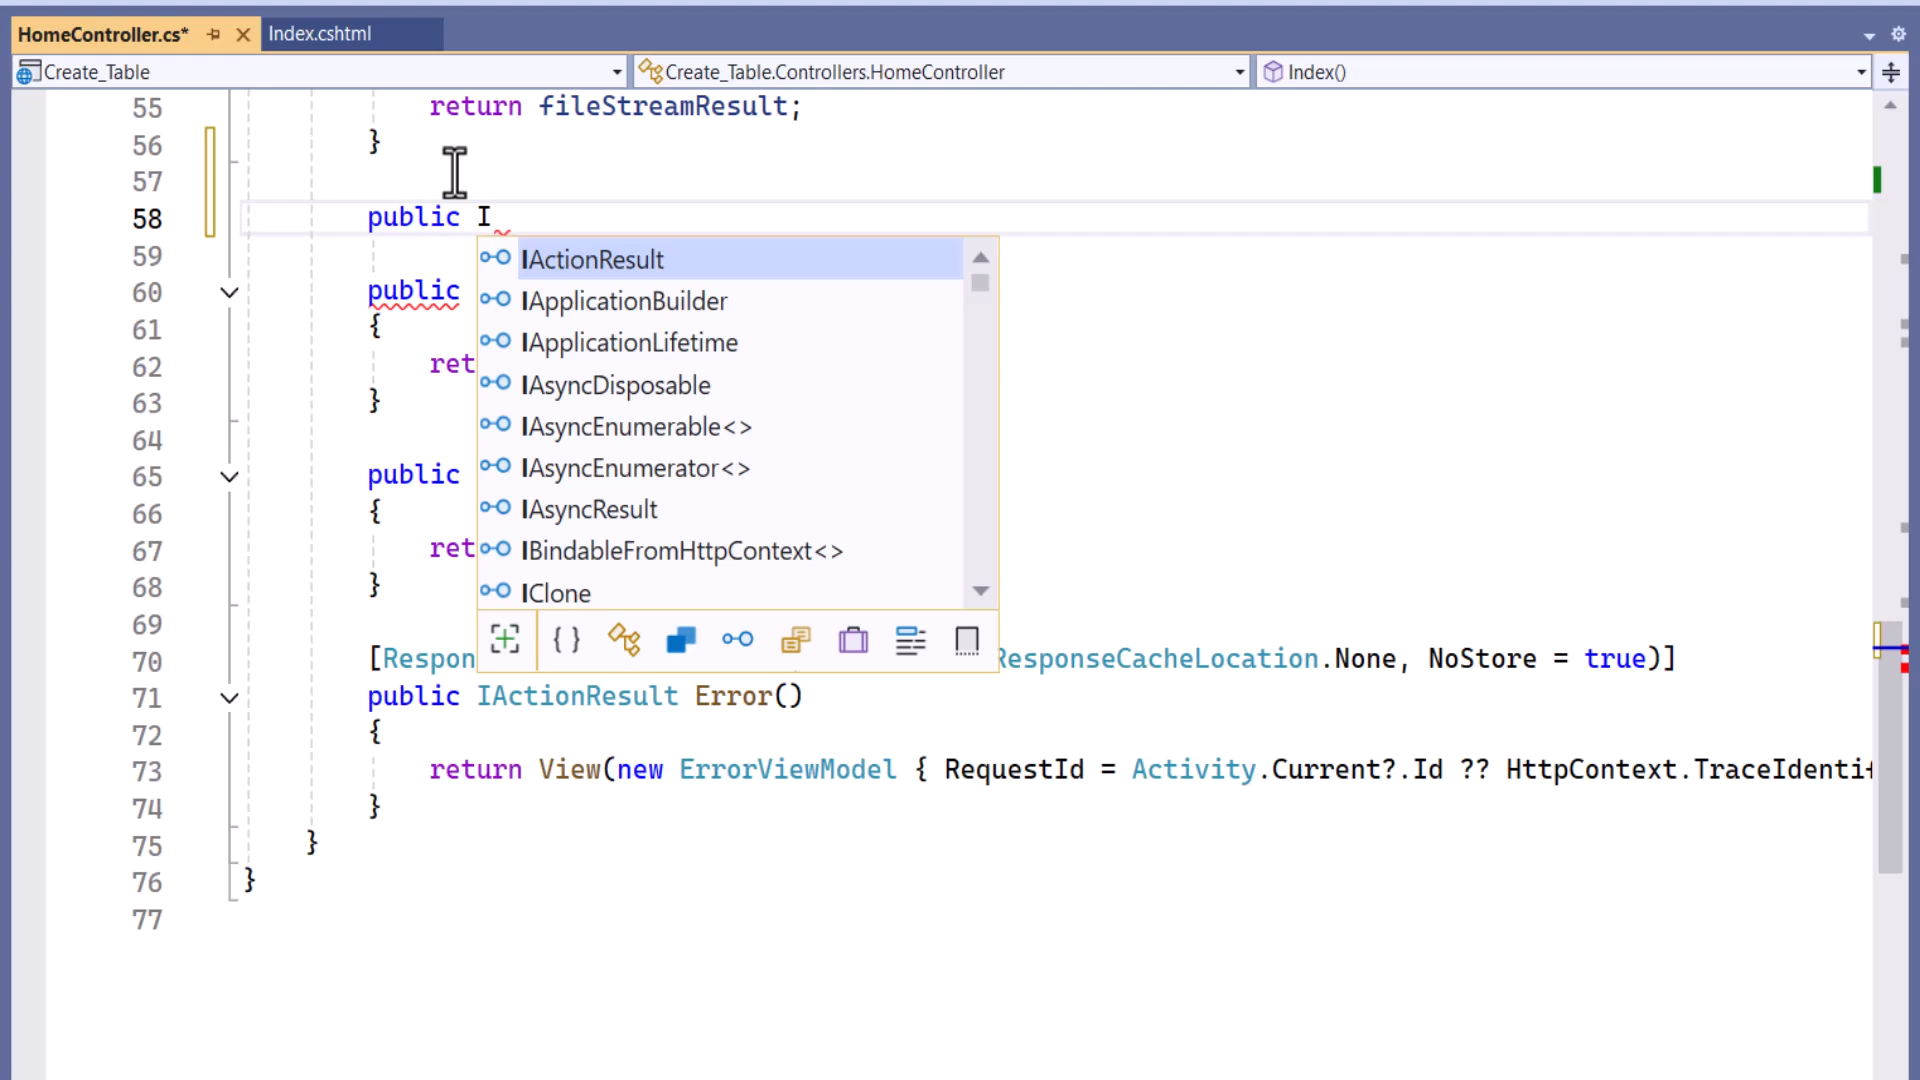 HomeController.cs* Index.cshtml
Create_Table Create_Table.Controllers.HomeController Index()
55 return fileStreamResult;
56 }
57
58 public I
59 IActionResult
60 public IApplicationBuilder
61 { IApplicationLifetime
62 ret IAsyncDisposable
63 } IAsyncEnumerable<>
64 IAsyncEnumerator<>
65 public IAsyncResult
66 {
67 ret IBindableFromHttpContext<>
68 } IClone
69
70 [Respon ResponseCacheLocation.None, NoStore = true)]
71 public IActionResult Error()
72 {
73 return View(new ErrorViewModel { RequestId = Activity.Current?.Id ?? HttpContext.TraceIdentif
74 }
75 }
76 }
77